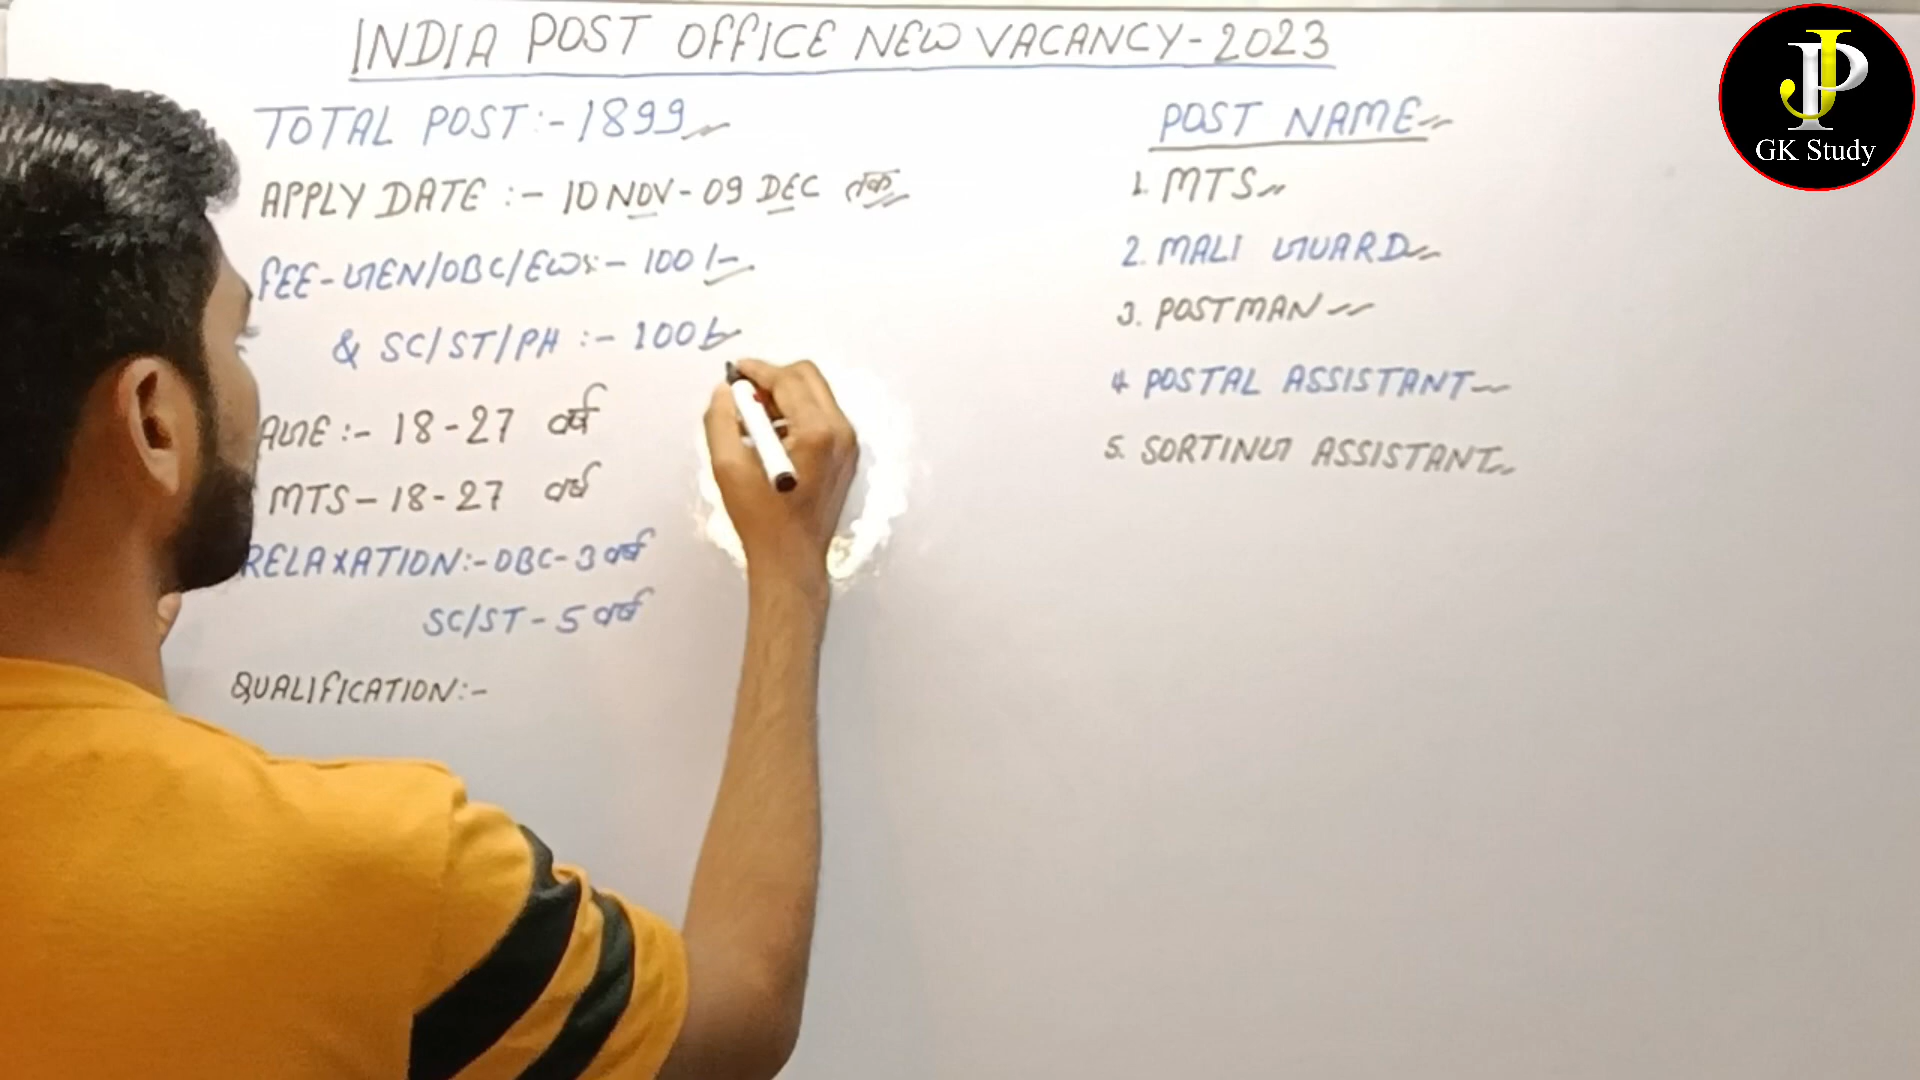 INDIA POST OFFICE NEW VACANCY-2023
TOTAL POST:-1899
APPLY DATE :- 10 NOV - 09 DEC तक
FEE-GEN/OBC/EWS:- 100/-
& SC/ST/PH :- 100/-
AGE:- 18-27 वर्ष
MTS- 18-27 वर्ष
RELAXATION:-OBC-3 वर्ष
SC/ST - 5 वर्ष
QUALIFICATION:-
POST NAME
1. MTS
2. MALI GUARD
3. POSTMAN
4. POSTAL ASSISTANT
5. SORTING ASSISTANT
JP
GK Study